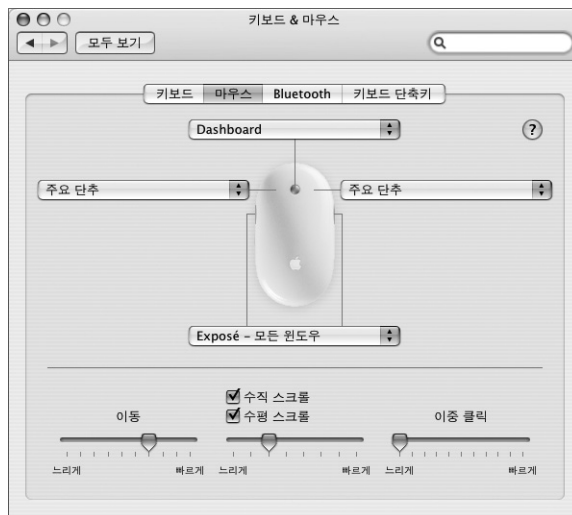 키보드 & 마우스
모두 보기
키보드 마우스 Bluetooth 키보드 단축키
Dashboard
?
주요 단추 주요 단추
Exposé – 모든 윈도우
수직 스크롤
이동 수평 스크롤 이중 클릭
느리게 빠르게 느리게 빠르게 느리게 빠르게